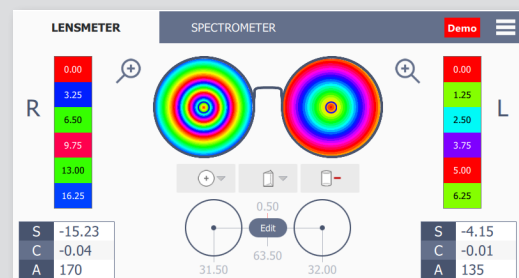 LENSMETER SPECTROMETER Demo
0.00 0.00
3.25 1.25
R 6.50 2.50 L
9.75 3.75
13.00 5.00
16.25 6.25
0.50
Edit
63.50
31.50 32.00
S -15.23 S -4.15
C -0.04 C -0.01
A 170 A 135